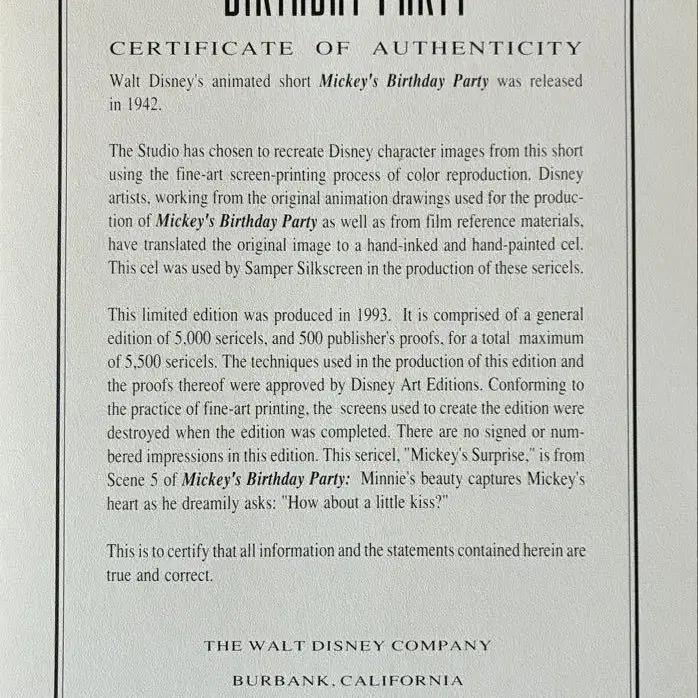 BIRTHDAY PARTY
CERTIFICATE OF AUTHENTICITY
Walt Disney's animated short Mickey's Birthday Party was released
in 1942.
The Studio has chosen to recreate Disney character images from this short
using the fine-art screen-printing process of color reproduction. Disney
artists, working from the original animation drawings used for the produc-
tion of Mickey's Birthday Party as well as from film reference materials,
have translated the original image to a hand-inked and hand-painted cel.
This cel was used by Samper Silkscreen in the production of these sericels.
This limited edition was produced in 1993. It is comprised of a general
edition of 5,000 sericels, and 500 publisher's proofs, for a total maximum
of 5,500 sericels. The techniques used in the production of this edition and
the proofs thereof were approved by Disney Art Editions. Conforming to
the practice of fine-art printing, the screens used to create the edition were
destroyed when the edition was completed. There are no signed or num-
bered impressions in this edition. This sericel, "Mickey's Surprise," is from
Scene 5 of Mickey's Birthday Party: Minnie's beauty captures Mickey's
heart as he dreamily asks: "How about a little kiss?"
This is to certify that all information and the statements contained herein are
true and correct.
THE WALT DISNEY COMPANY
BURBANK, CALIFORNIA